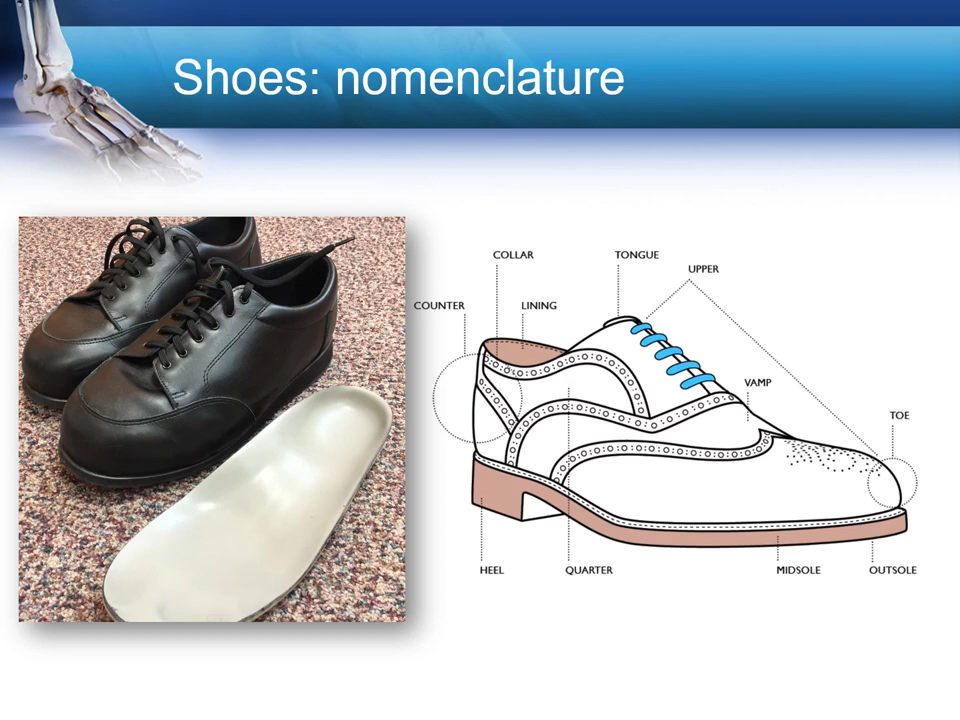 Shoes: nomenclature
COLLAR
TONGUE
UPPER
COUNTER
LINING
VAMP
TOE
HEEL
QUARTER
MIDSOLE
OUTSOLE